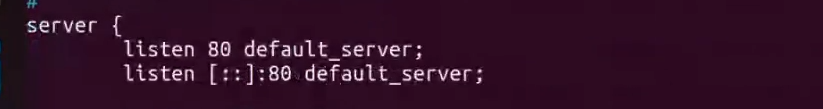 #
server {
listen 80 default_server;
listen [::]:80 default_server;